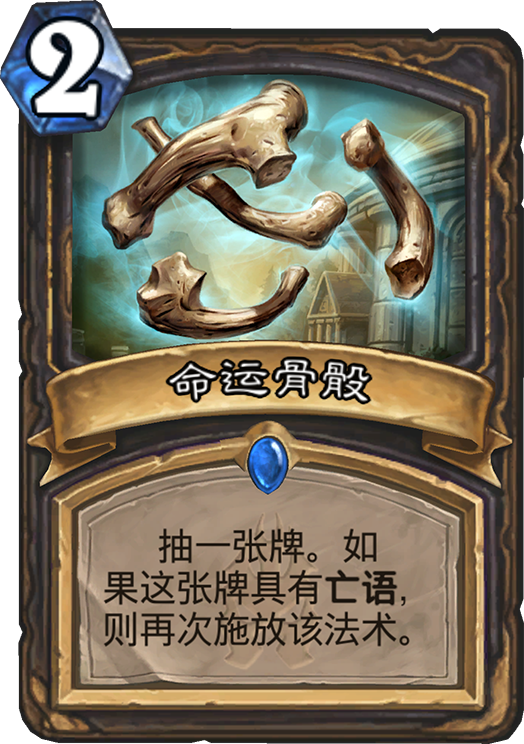 2
命运骨骰
抽一张牌。如
果这张牌具有亡语，
则再次施放该法术。